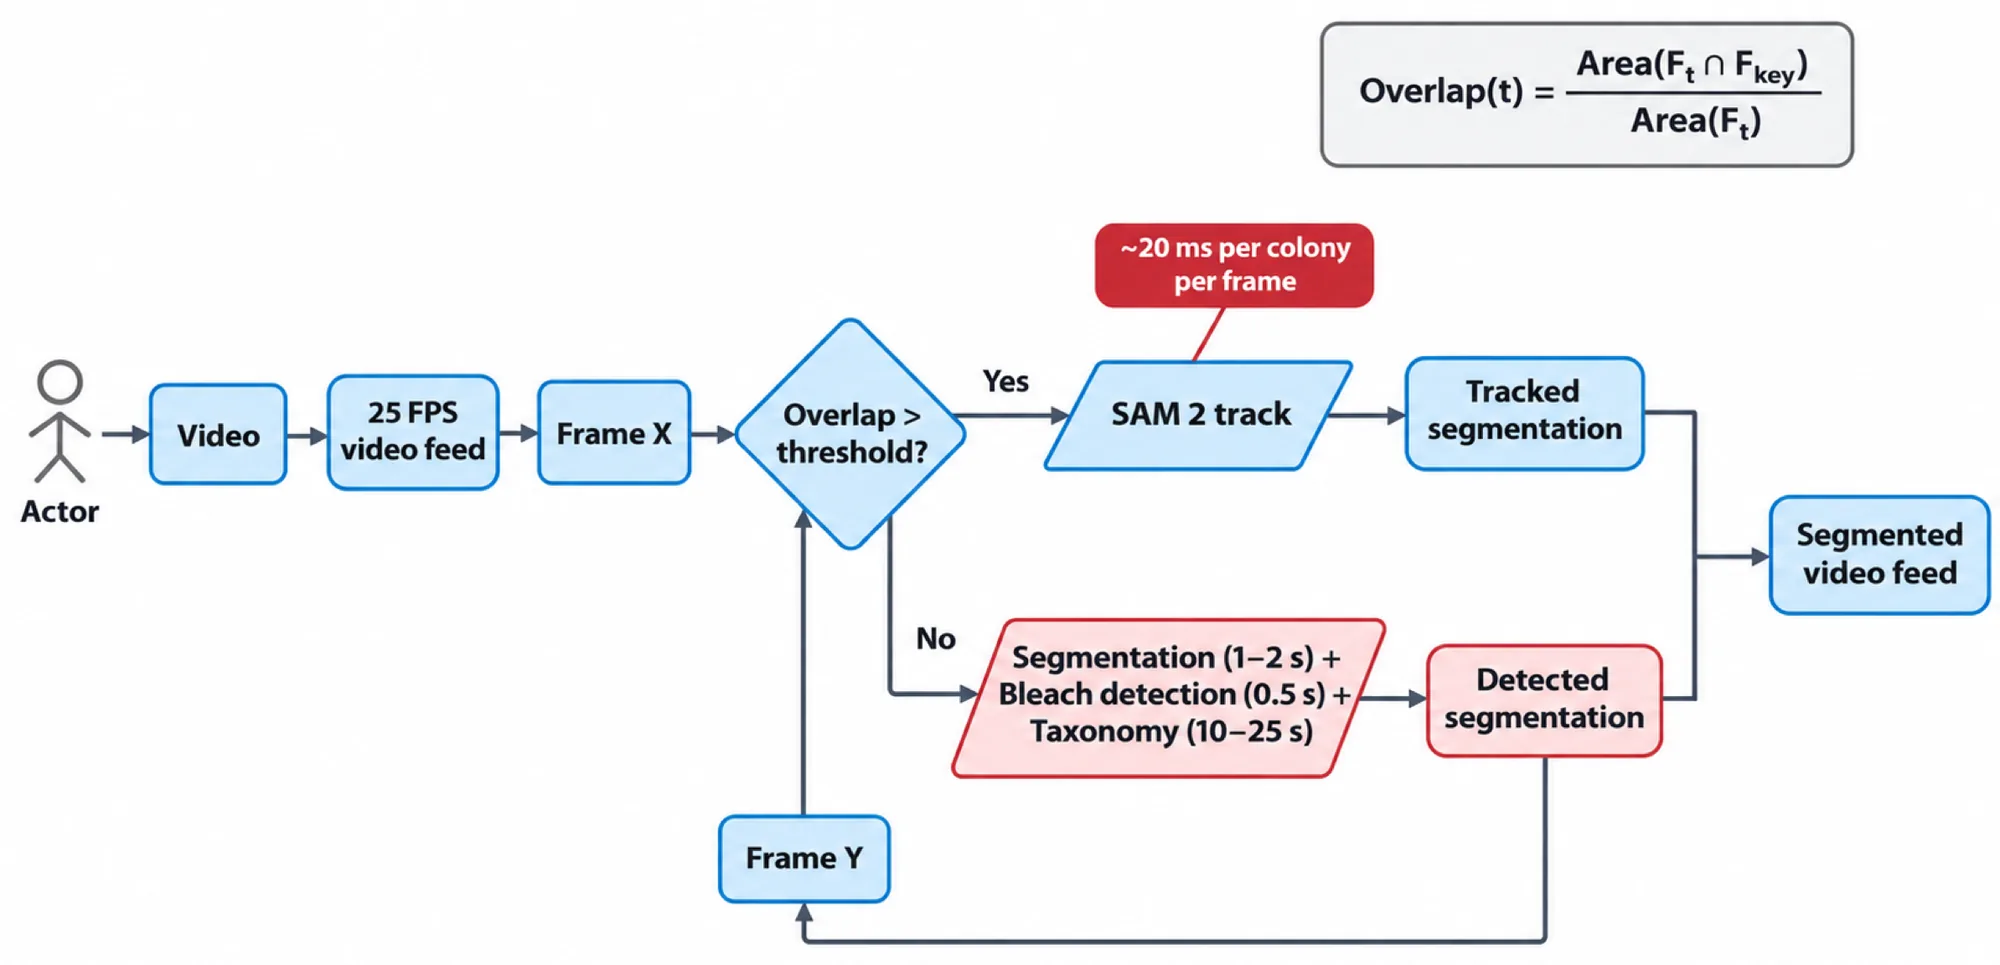 Overlap(t) = Area(Fₜ ∩ Fkey) / Area(Fₜ)
~20 ms per colony
per frame
Actor
Video
25 FPS
video feed
Frame X
Overlap >
threshold?
Yes
SAM 2 track
Tracked
segmentation
No
Segmentation (1–2 s) +
Bleach detection (0.5 s) +
Taxonomy (10–25 s)
Detected
segmentation
Segmented
video feed
Frame Y